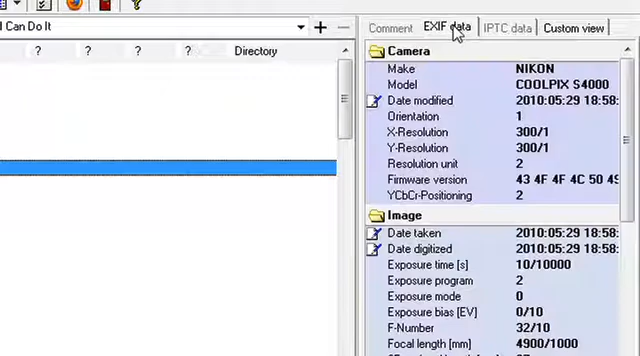 I Can Do It
Comment EXIF data IPTC data Custom view
? ? ? ? Directory
Camera
Make NIKON
Model COOLPIX S4000
Date modified 2010:05:29 18:58:
Orientation 1
X-Resolution 300/1
Y-Resolution 300/1
Resolution unit 2
Firmware version 43 4F 4F 4C 50 49
YCbCr-Positioning 2
Image
Date taken 2010:05:29 18:58:
Date digitized 2010:05:29 18:58:
Exposure time [s] 10/10000
Exposure program 2
Exposure mode 0
Exposure bias [EV] 0/10
F-Number 32/10
Focal length [mm] 4900/1000